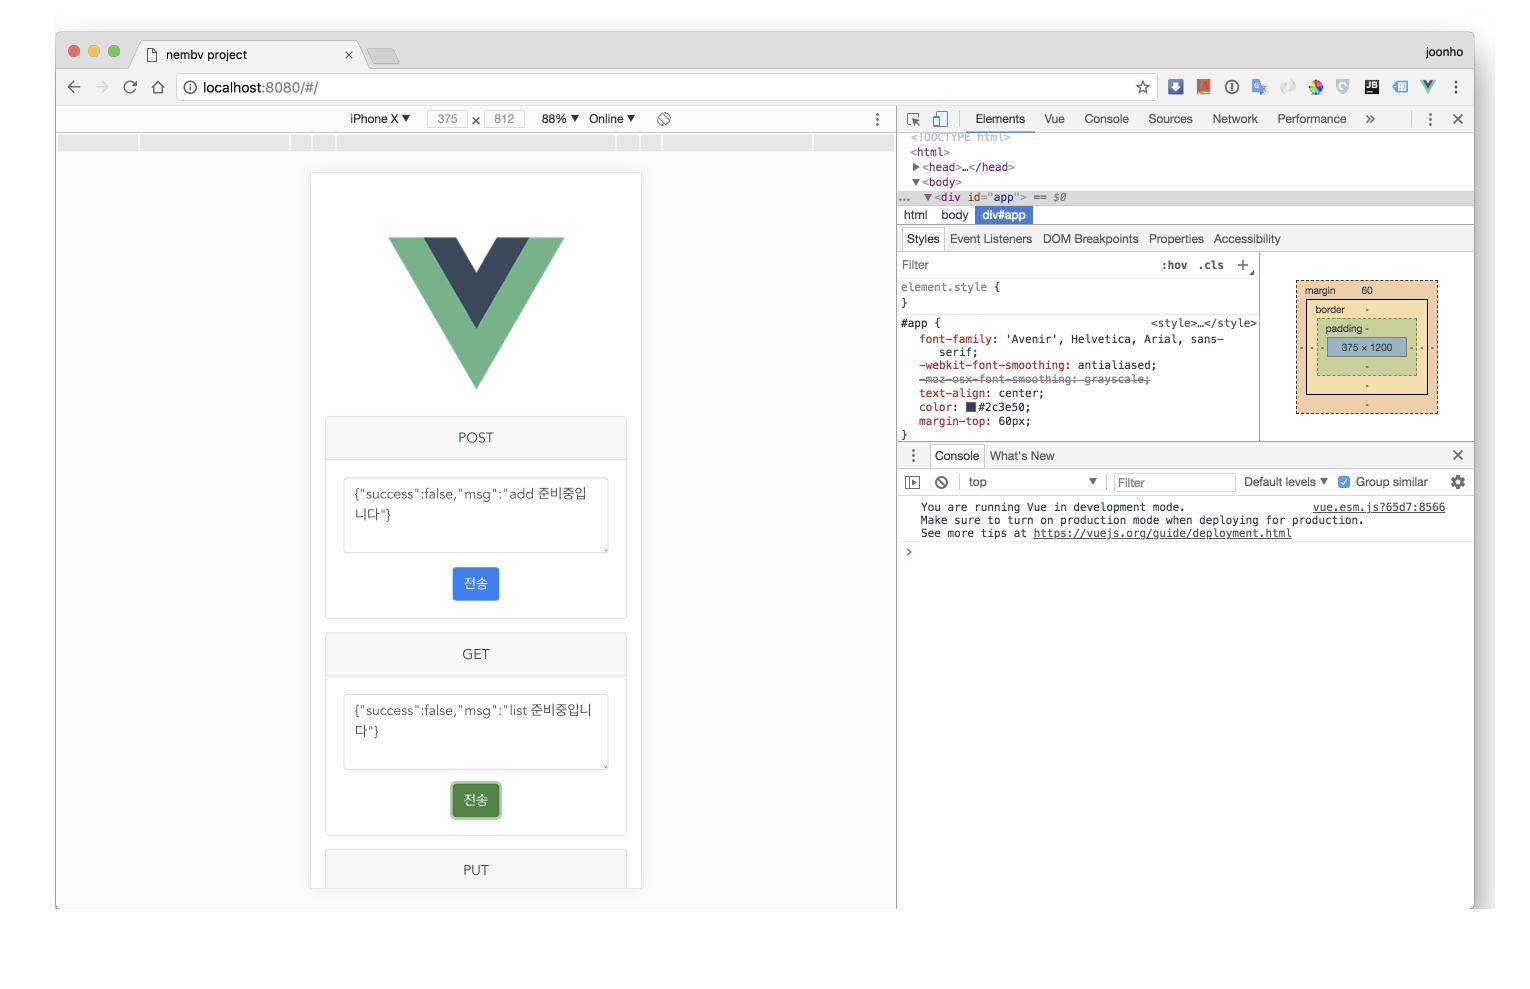 nembv project
joonho
localhost:8080/#/
iPhone X ▼ 375 × 812 88% ▼ Online ▼
Elements Vue Console Sources Network Performance »
<!DOCTYPE html>
<html>
▶<head>…</head>
▼<body>
… ▼<div id="app"> == $0
html body div#app
Styles Event Listeners DOM Breakpoints Properties Accessibility
Filter :hov .cls +
element.style {
}
#app { <style>…</style>
font-family: 'Avenir', Helvetica, Arial, sans-
serif;
-webkit-font-smoothing: antialiased;
-moz-osx-font-smoothing: grayscale;
text-align: center;
color: #2c3e50;
margin-top: 60px;
}
margin 60
border -
padding -
- - - 375 × 1200 - - -
-
-
-
POST
{"success":false,"msg":"add 준비중입
니다"}
전송
GET
{"success":false,"msg":"list 준비중입니
다"}
전송
PUT
Console What's New
top ▼ Filter Default levels ▼ Group similar
You are running Vue in development mode. vue.esm.js?65d7:8566
Make sure to turn on production mode when deploying for production.
See more tips at https://vuejs.org/guide/deployment.html
>